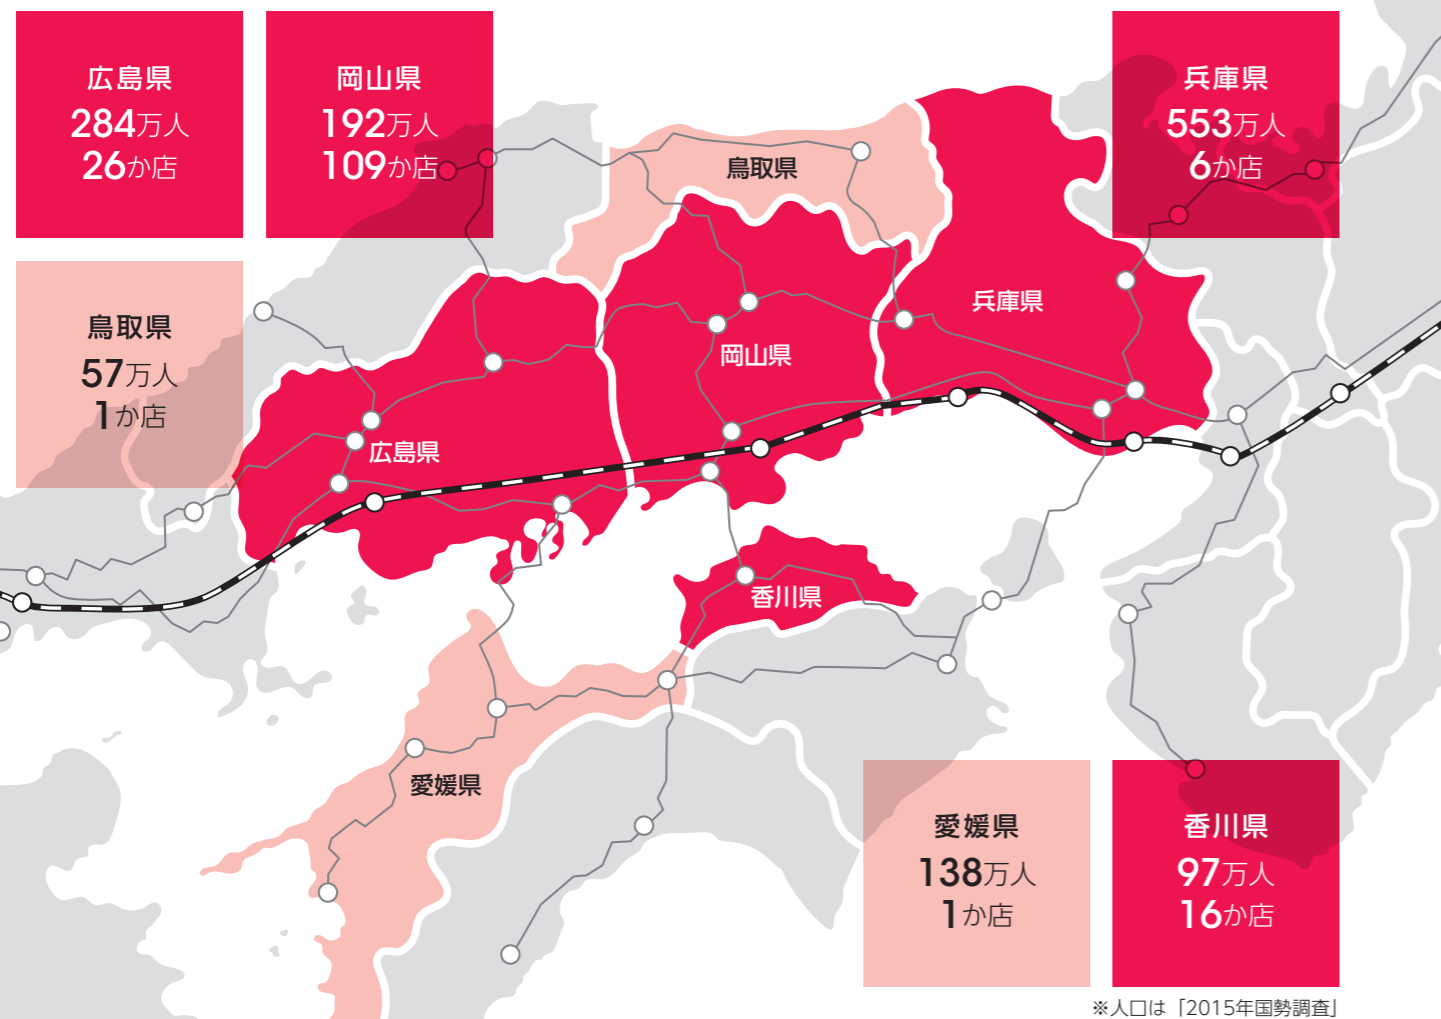 広島県
284万人
26か店
岡山県
192万人
109か店
兵庫県
553万人
6か店
鳥取県
57万人
1か店
鳥取県
兵庫県
岡山県
広島県
香川県
愛媛県
愛媛県
138万人
1か店
香川県
97万人
16か店
※人口は「2015年国勢調査」